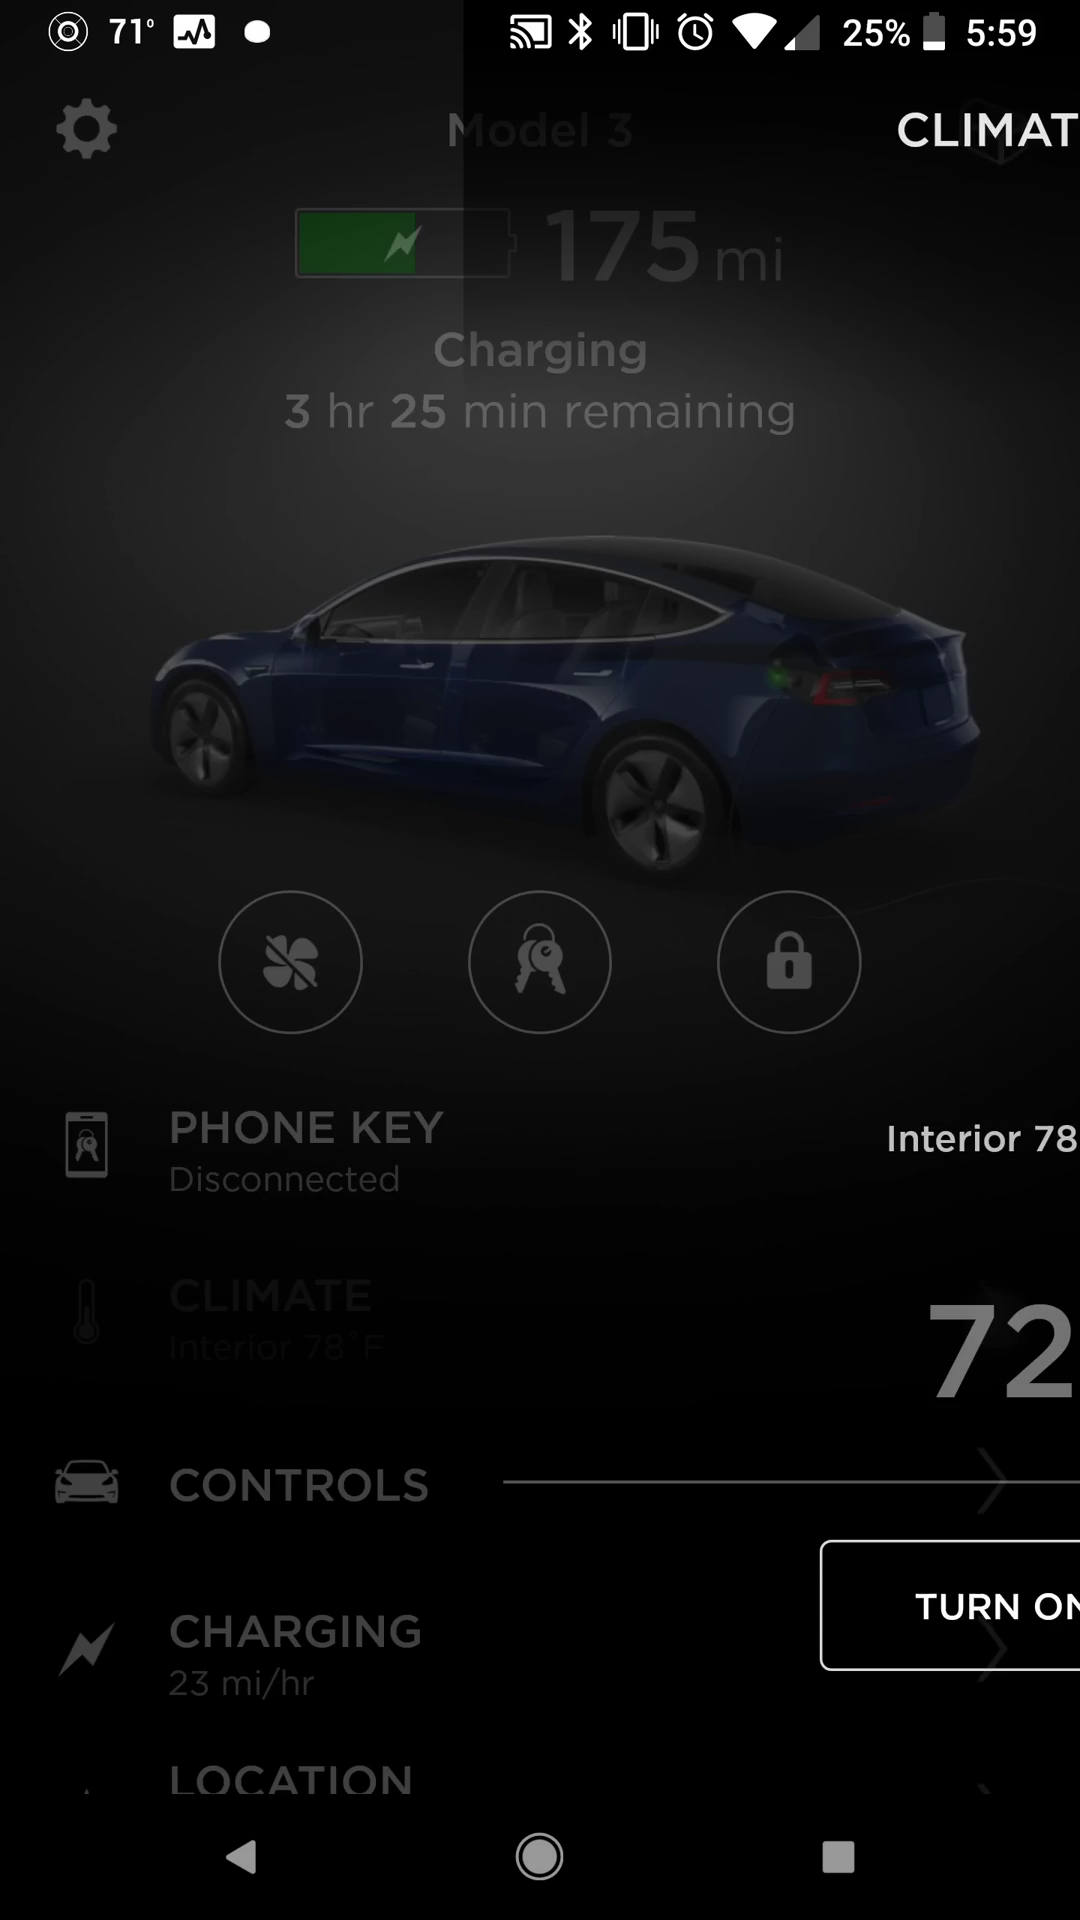 71° 25% 5:59
Model 3 CLIMAT
175 mi
Charging
3 hr 25 min remaining
PHONE KEY
Disconnected
Interior 78
CLIMATE
Interior 78°F
72
CONTROLS
TURN ON
CHARGING
23 mi/hr
LOCATION